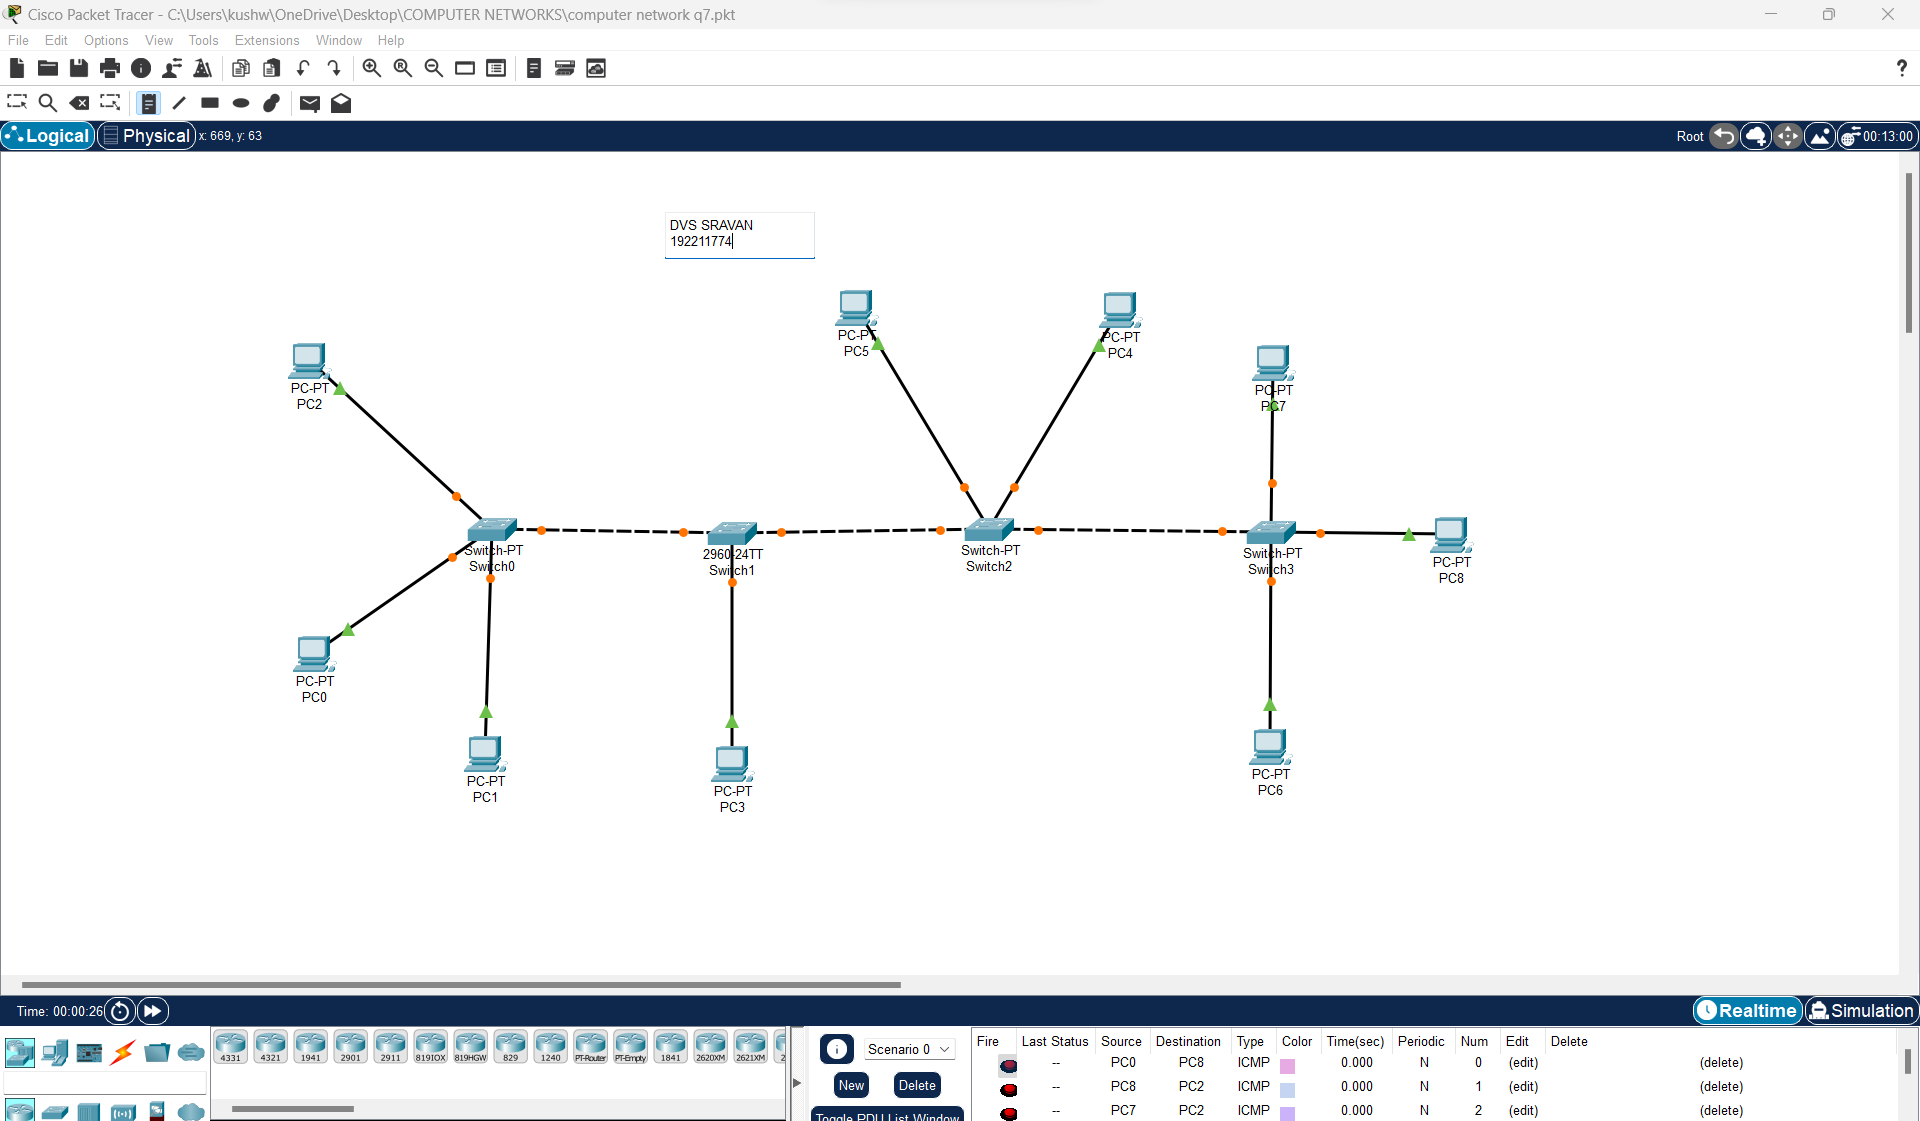 Cisco Packet Tracer - C:\Users\kushw\OneDrive\Desktop\COMPUTER NETWORKS\computer network q7.pkt
File Edit Options View Tools Extensions Window Help
?
Logical Physical x: 669, y: 63 Root 00:13:00
DVS SRAVAN
192211774
PC-PT
PC5
PC-PT
PC4
PC-PT
PC2
PC-PT
PC7
Switch-PT
Switch0
2960-24TT
Switch1
Switch-PT
Switch2
Switch-PT
Switch3
PC-PT
PC8
PC-PT
PC0
PC-PT
PC1
PC-PT
PC3
PC-PT
PC6
Time: 00:00:26 Realtime Simulation
4331 4321 1941 2901 2911 819IOX 819HGW 829 1240 PT-Router PT-Empty 1841 2620XM 2621XM 2
Scenario 0
New Delete
Toggle PDU List Window
Fire Last Status Source Destination Type Color Time(sec) Periodic Num Edit Delete
-- PC0 PC8 ICMP 0.000 N 0 (edit) (delete)
-- PC8 PC2 ICMP 0.000 N 1 (edit) (delete)
-- PC7 PC2 ICMP 0.000 N 2 (edit) (delete)